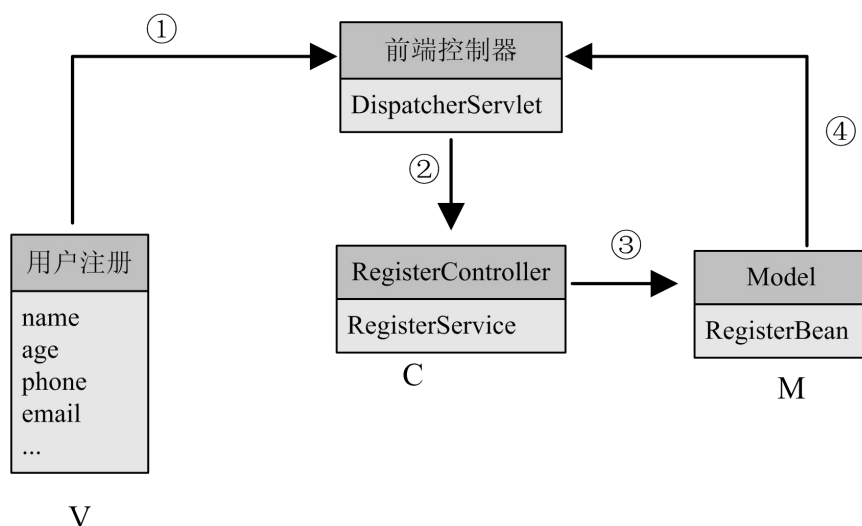 ①
前端控制器
DispatcherServlet
②
④
用户注册
name
age
phone
email
...
V
RegisterController
RegisterService
C
③
Model
RegisterBean
M